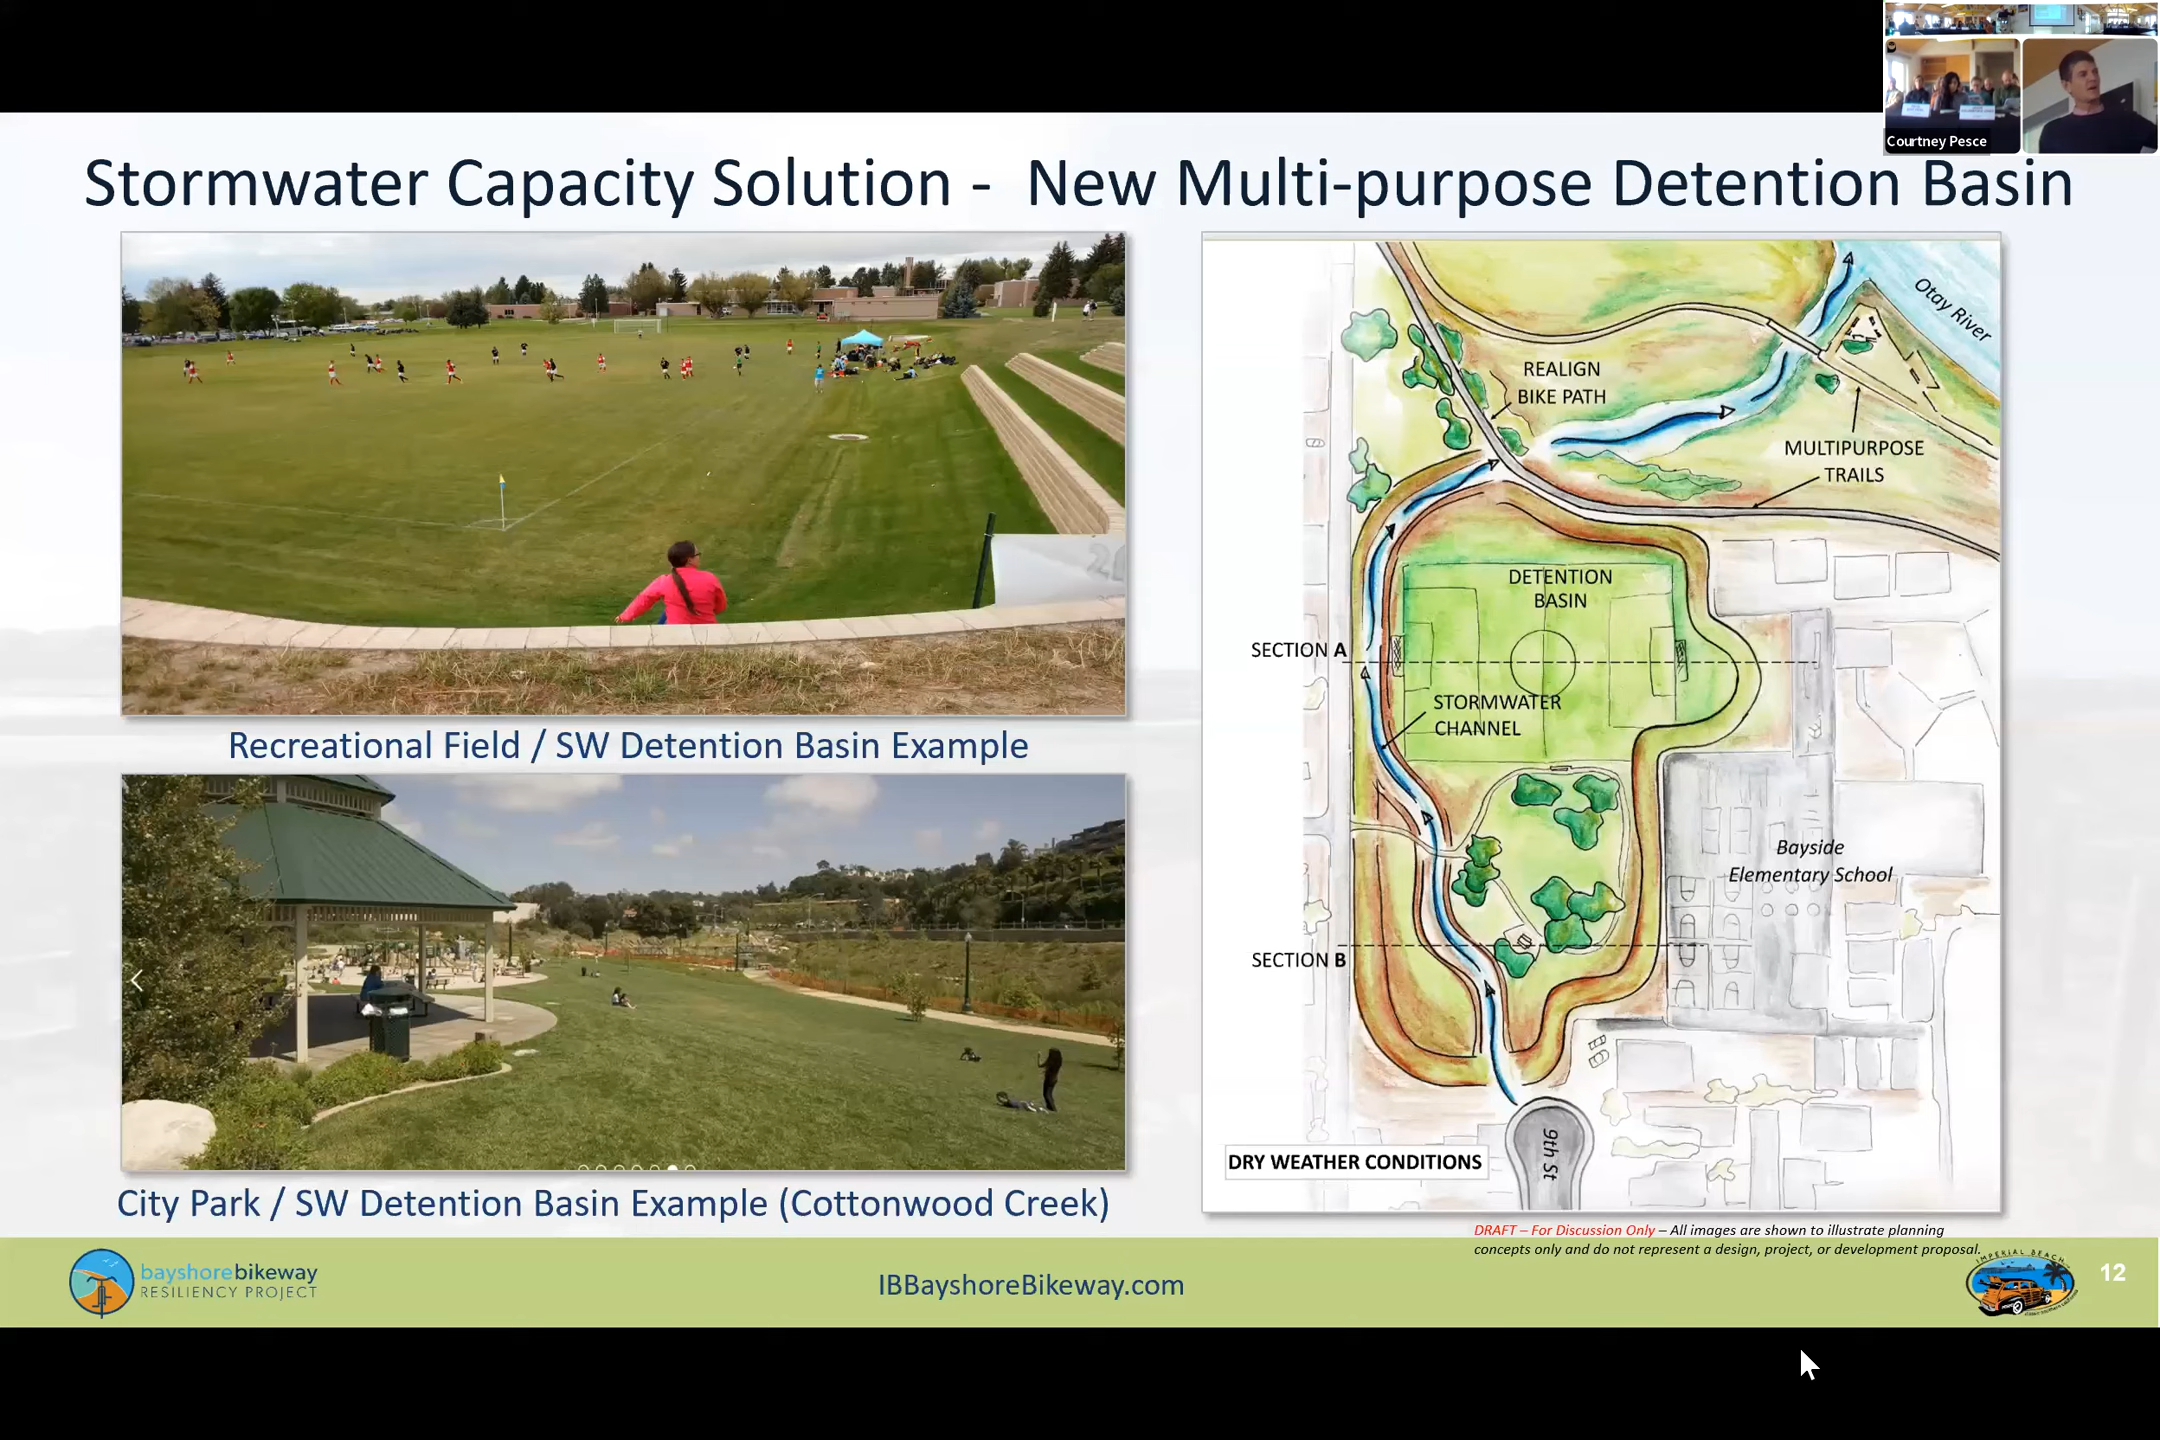 Courtney Pesce
Stormwater Capacity Solution - New Multi-purpose Detention Basin
Recreational Field / SW Detention Basin Example
City Park / SW Detention Basin Example (Cottonwood Creek)
Otay River
REALIGN
BIKE PATH
MULTIPURPOSE
TRAILS
DETENTION
BASIN
SECTION A
STORMWATER
CHANNEL
Bayside
Elementary School
SECTION B
9th St
DRY WEATHER CONDITIONS
DRAFT – For Discussion Only – All images are shown to illustrate planning
concepts only and do not represent a design, project, or development proposal.
bayshorebikeway
RESILIENCY PROJECT
IBBayshoreBikeway.com
IMPERIAL BEACH
12